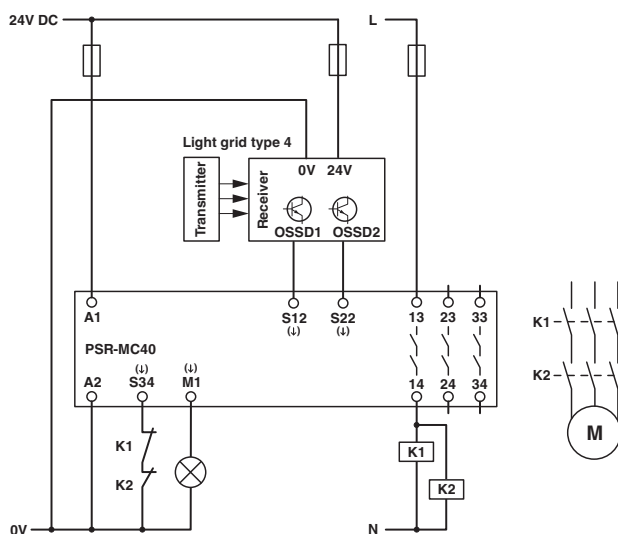 24V DC
L
Light grid type 4
0V 24V
Transmitter
Receiver
OSSD1 OSSD2
A1 S12 S22 13 23 33
(↓) (↓)
K1
PSR-MC40
K2
(↓) (↓)
A2 S34 M1 14 24 34
M
K1
K1
K2
K2
0V
N